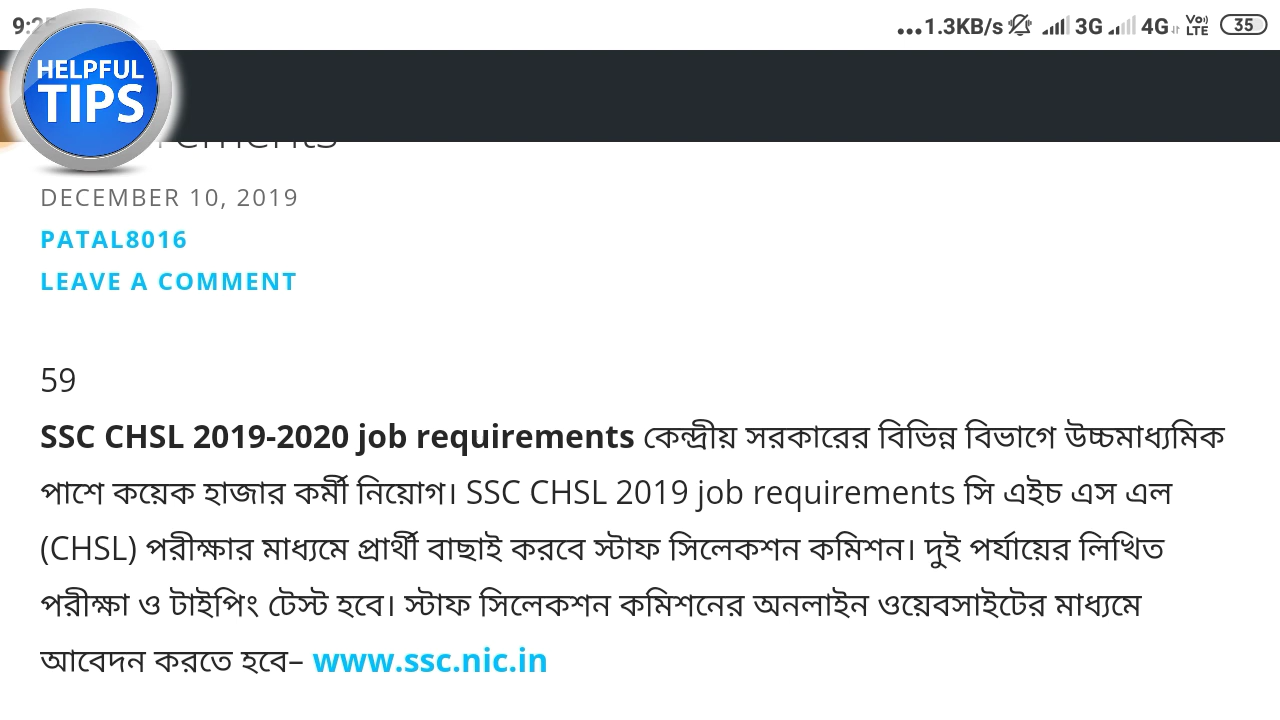 ...1.3KB/s 3G 4G Vo) LTE 35
HELPFUL
TIPS
DECEMBER 10, 2019
PATAL8016
LEAVE A COMMENT
59
SSC CHSL 2019-2020 job requirements কেন্দ্রীয় সরকারের বিভিন্ন বিভাগে উচ্চমাধ্যমিক
পাশে কয়েক হাজার কর্মী নিয়োগ। SSC CHSL 2019 job requirements সি এইচ এস এল
(CHSL) পরীক্ষার মাধ্যমে প্রার্থী বাছাই করবে স্টাফ সিলেকশন কমিশন। দুই পর্যায়ের লিখিত
পরীক্ষা ও টাইপিং টেস্ট হবে। স্টাফ সিলেকশন কমিশনের অনলাইন ওয়েবসাইটের মাধ্যমে
আবেদন করতে হবে– www.ssc.nic.in